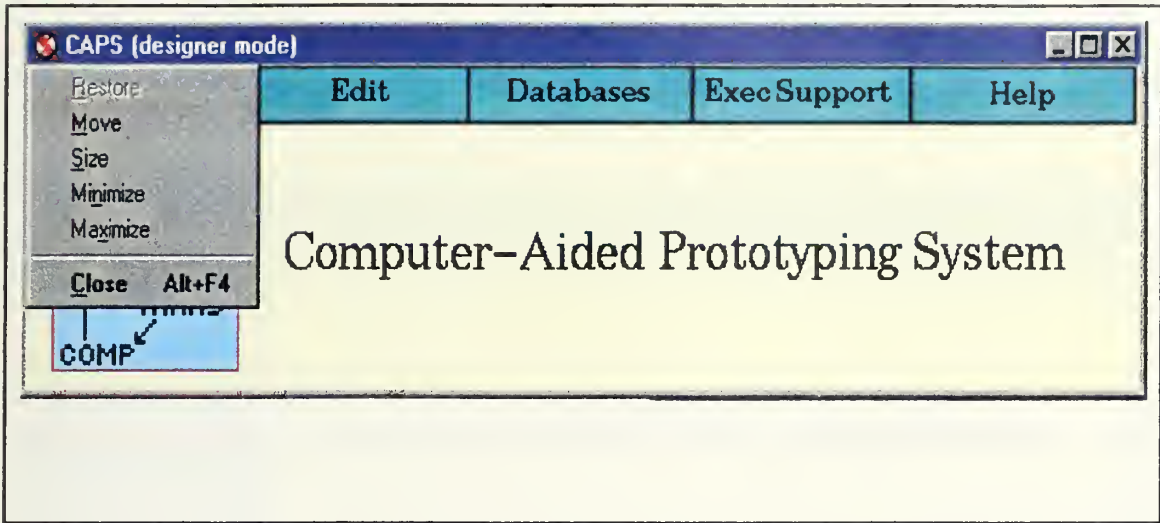 CAPS (designer mode)
Restore
Move
Size
Minimize
Maximize
Close Alt+F4
Edit Databases Exec Support Help
Computer-Aided Prototyping System
COMP